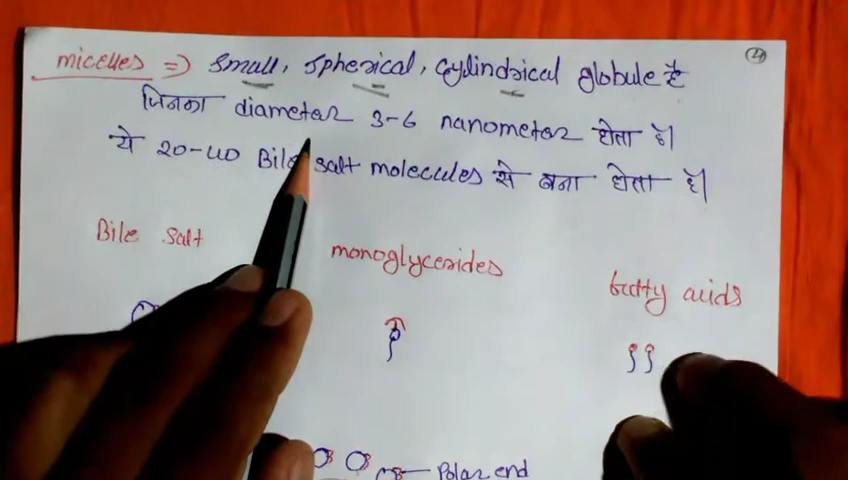 micelles => Small, Spherical, Cylindrical globule है
④
जिनका diameter 3-6 nanometer होता है।
ये 20-40 Bile salt molecules से बना होता है।
Bile salt
monoglycerides
fatty acids
Polar end